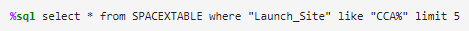 %sql select * from SPACEXTABLE where "Launch_Site" like "CCA%" limit 5